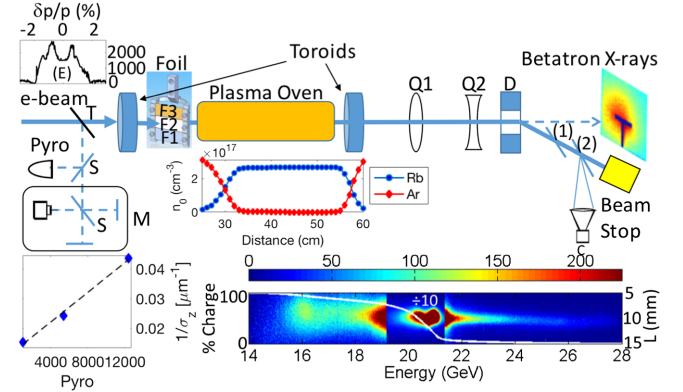 δp/p (%)
-2 0 2
2000
1000
0
(E)
Foil
Toroids
e-beam
T
F3
F2
F1
Plasma Oven
Q1
Q2
D
Betatron X-rays
(1)
(2)
Pyro
S
S
M
×10¹⁷
n₀ (cm⁻³)
2
0
30 40 50 60
Distance (cm)
Rb
Ar
Beam
Stop
C
0.04
0.03
0.02
1/σz [μm⁻¹]
4000 8000 12000
Pyro
0 50 100 150 200
100
0
% Charge
÷10
5
10
15
L (mm)
14 16 18 20 22 24 26 28
Energy (GeV)